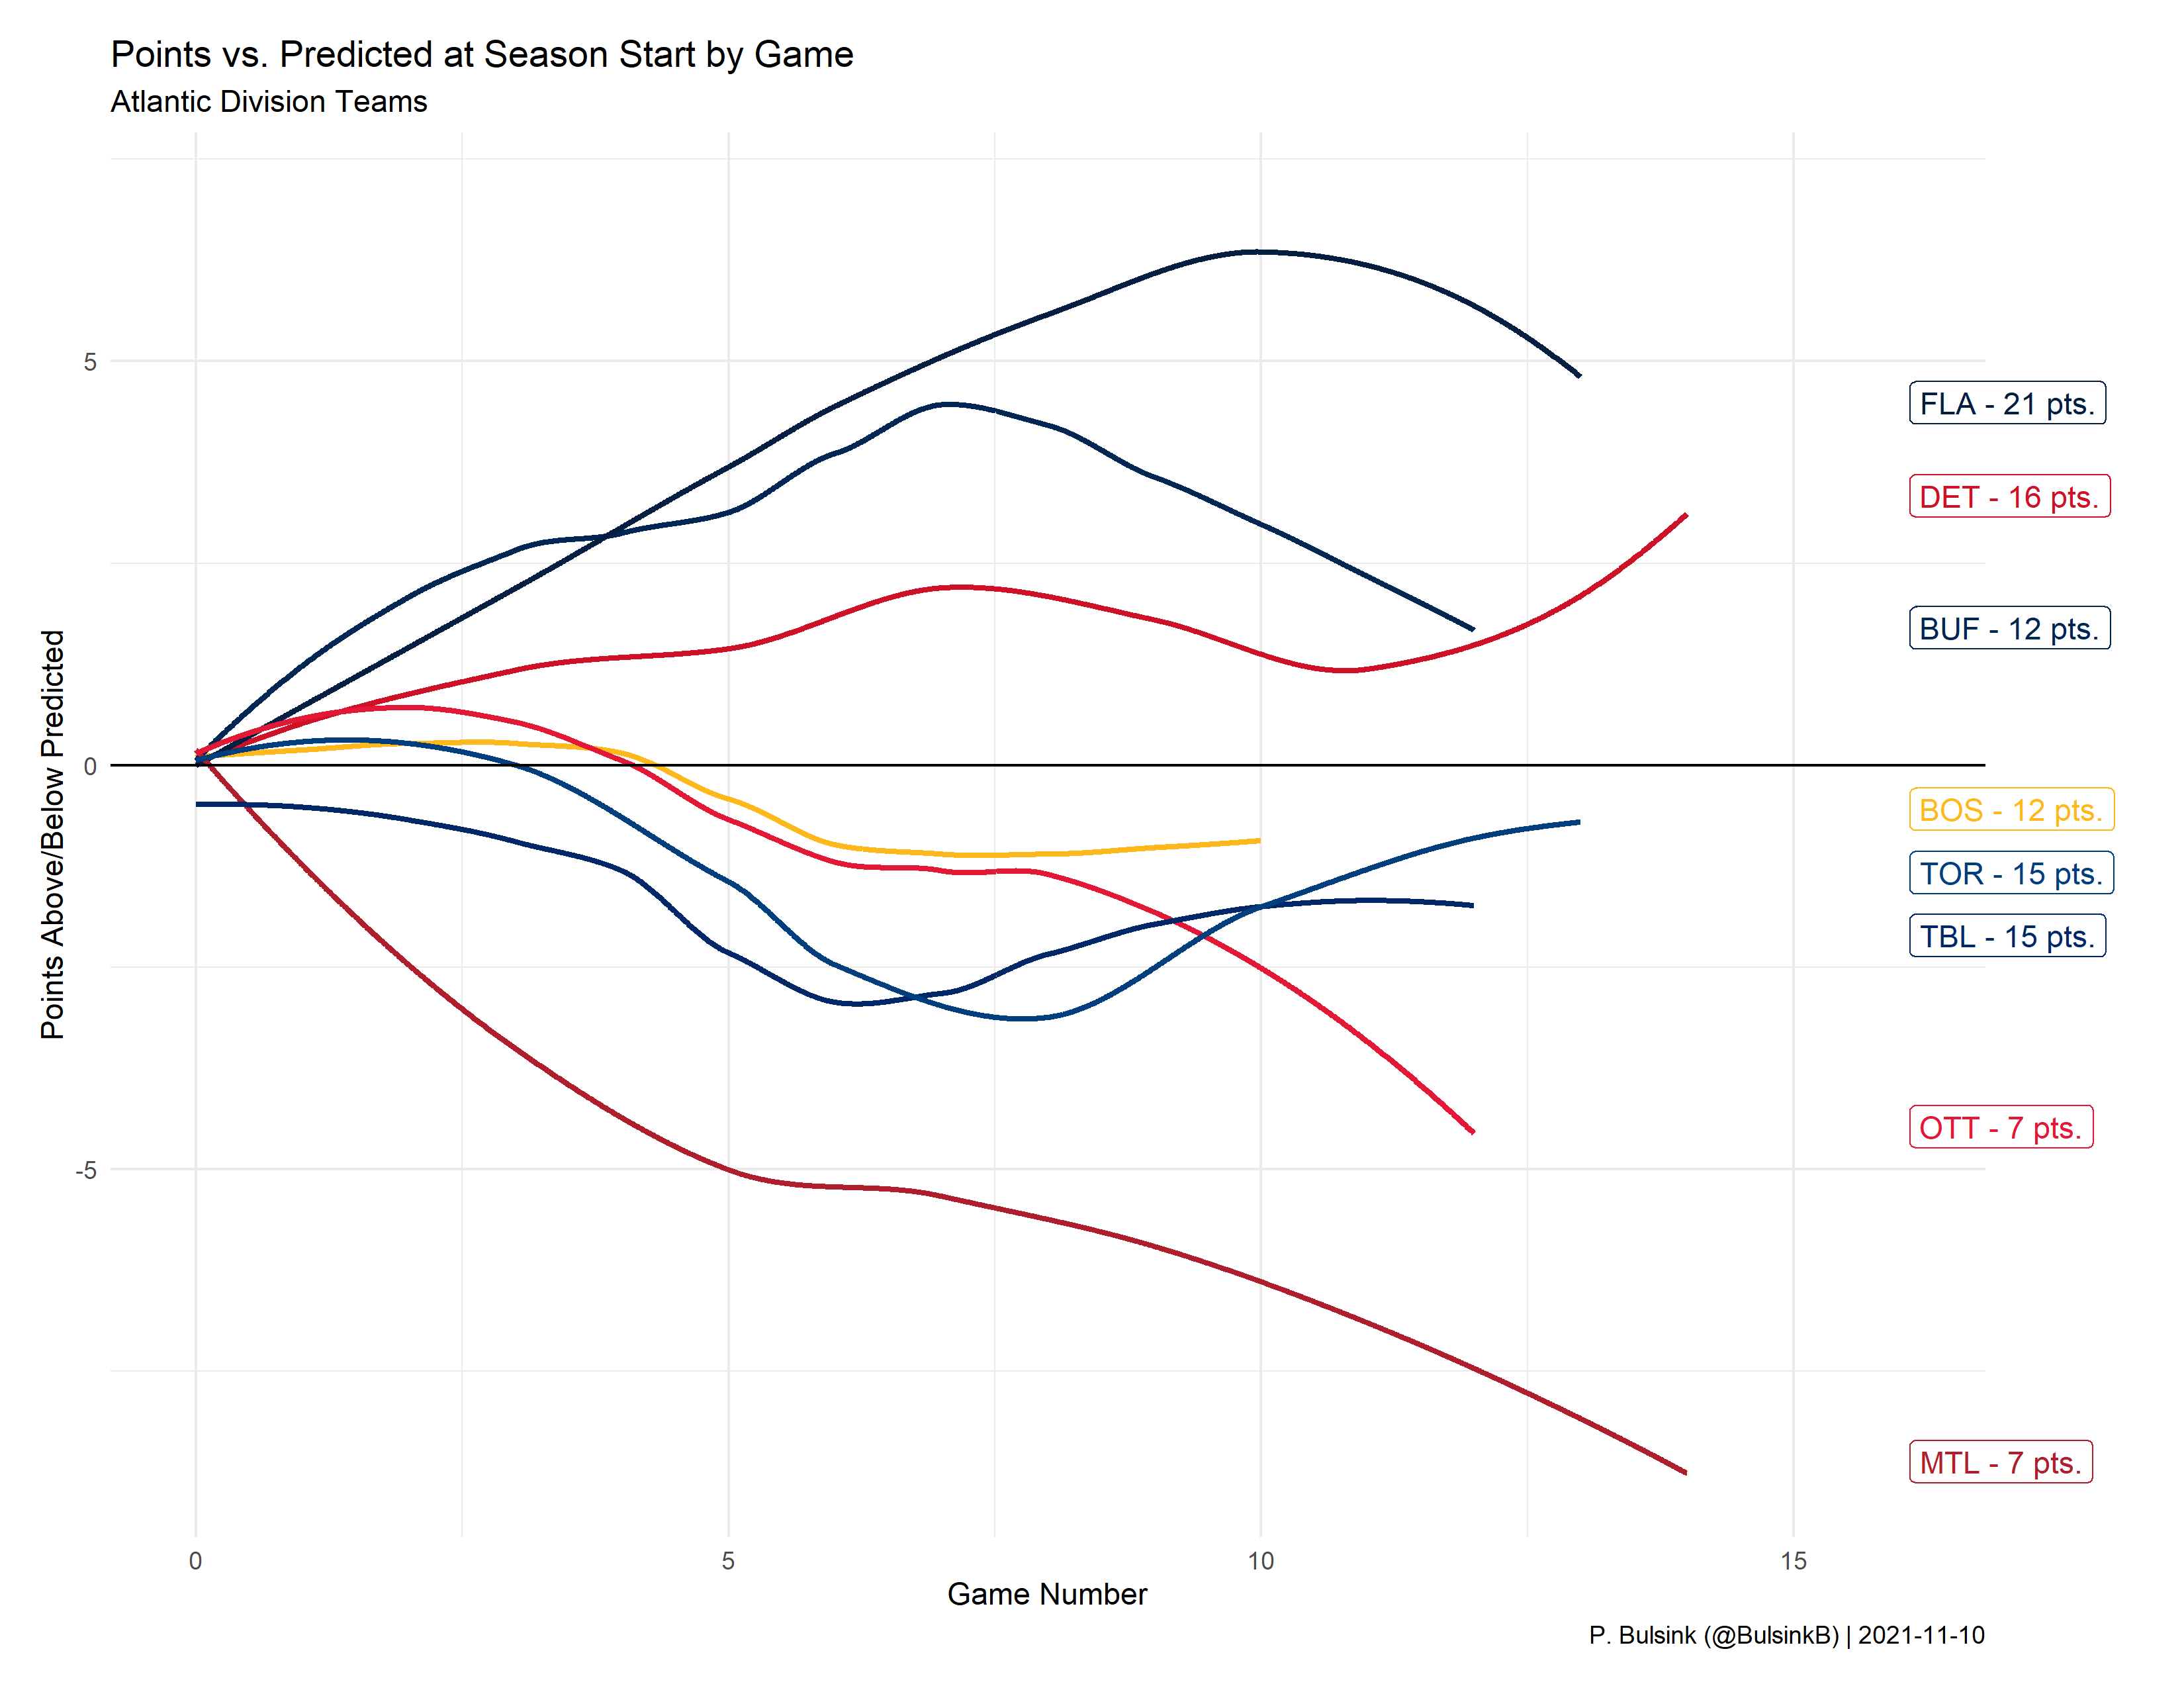 Points vs. Predicted at Season Start by Game
Atlantic Division Teams
Points Above/Below Predicted
5
0
-5
FLA - 21 pts.
DET - 16 pts.
BUF - 12 pts.
BOS - 12 pts.
TOR - 15 pts.
TBL - 15 pts.
OTT - 7 pts.
MTL - 7 pts.
0 5 10 15
Game Number
P. Bulsink (@BulsinkB) | 2021-11-10